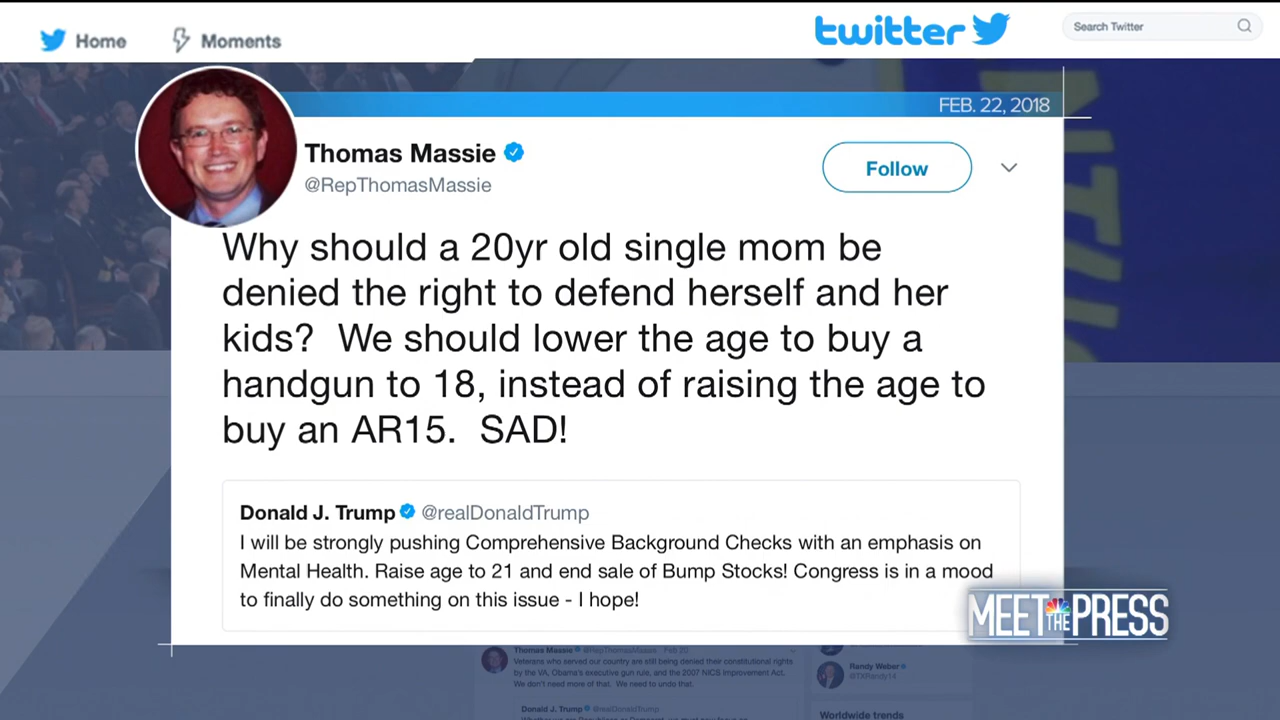 Home
Moments
twitter
Search Twitter
FEB. 22, 2018
Thomas Massie
@RepThomasMassie
Follow
Why should a 20yr old single mom be
denied the right to defend herself and her
kids?  We should lower the age to buy a
handgun to 18, instead of raising the age to
buy an AR15.  SAD!
Donald J. Trump @realDonaldTrump
I will be strongly pushing Comprehensive Background Checks with an emphasis on
Mental Health. Raise age to 21 and end sale of Bump Stocks! Congress is in a mood
to finally do something on this issue - I hope!
MEET THE PRESS
Thomas Massie @RepThomasMassie Feb 20
Veterans who served our country are still being denied their constitutional rights
by the VA, Obama's executive gun rule, and the 2007 NICS Improvement Act.
We don't need more of that.  We need to undo that.
Donald J. Trump @realDonaldTrump
Randy Weber
@TXRandy14
Worldwide trends